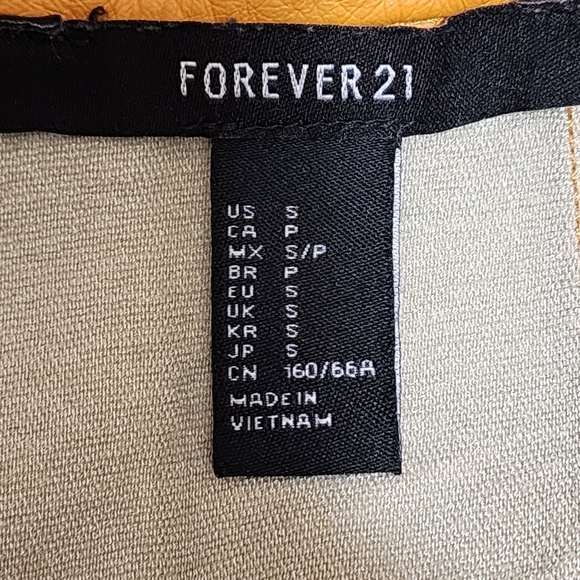 FOREVER 21
US S
CA P
MX S/P
BR P
EU S
UK S
KR S
JP S
CN 160/66A
MADE IN
VIETNAM